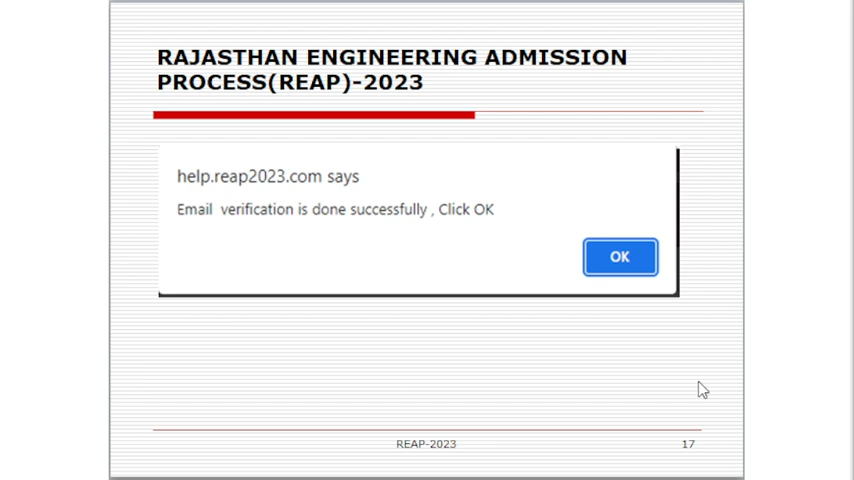 RAJASTHAN ENGINEERING ADMISSION
PROCESS(REAP)-2023
help.reap2023.com says
Email  verification is done successfully , Click OK
OK
REAP-2023
17